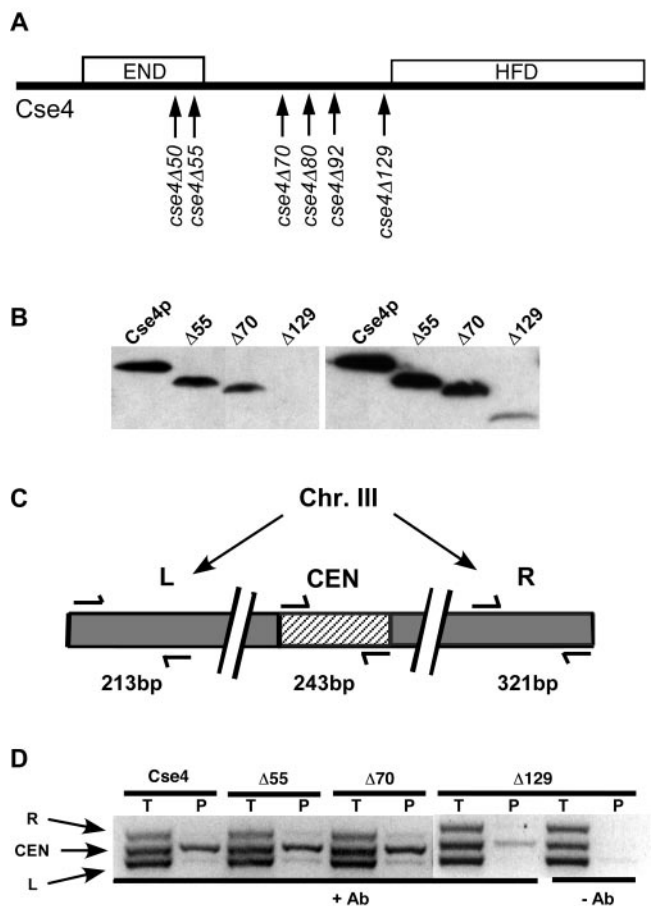 A
END
HFD
Cse4
cse4Δ50
cse4Δ55
cse4Δ70
cse4Δ80
cse4Δ92
cse4Δ129
B
Cse4p Δ55 Δ70 Δ129 Cse4p Δ55 Δ70 Δ129
C
Chr. III
L CEN R
213bp 243bp 321bp
D
Cse4 Δ55 Δ70 Δ129
T P T P T P T P T P
R
CEN
L
+ Ab - Ab